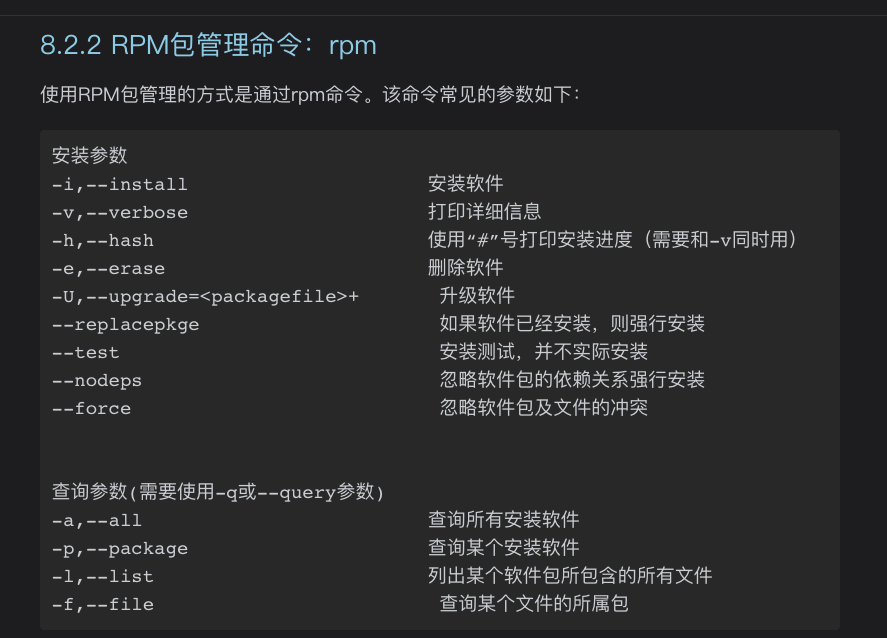 8.2.2 RPM包管理命令：rpm
使用RPM包管理的方式是通过rpm命令。该命令常见的参数如下：
安装参数
-i,--install 安装软件
-v,--verbose 打印详细信息
-h,--hash 使用“#”号打印安装进度（需要和-v同时用）
-e,--erase 删除软件
-U,--upgrade=<packagefile>+ 升级软件
--replacepkge 如果软件已经安装，则强行安装
--test 安装测试，并不实际安装
--nodeps 忽略软件包的依赖关系强行安装
--force 忽略软件包及文件的冲突
查询参数(需要使用-q或--query参数)
-a,--all 查询所有安装软件
-p,--package 查询某个安装软件
-l,--list 列出某个软件包所包含的所有文件
-f,--file 查询某个文件的所属包